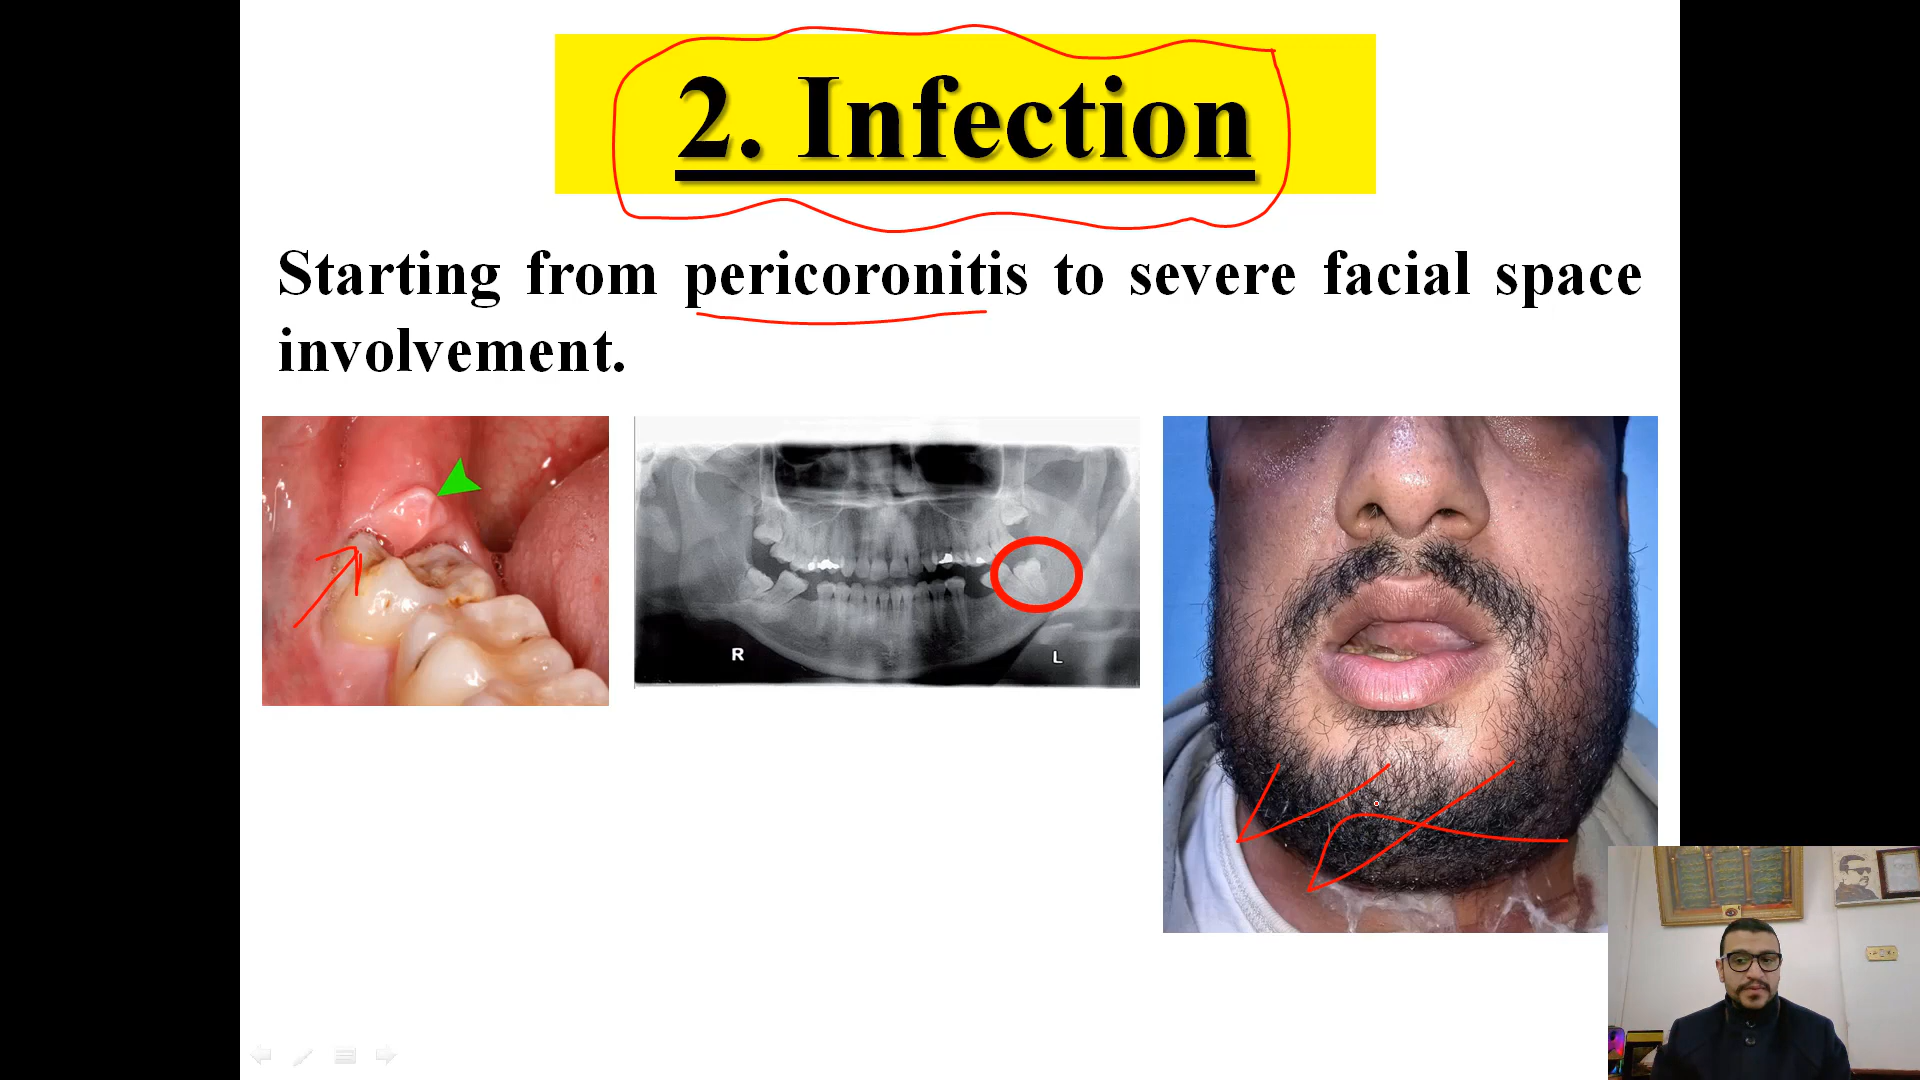 2. Infection
Starting from pericoronitis to severe facial space
involvement.
R
L